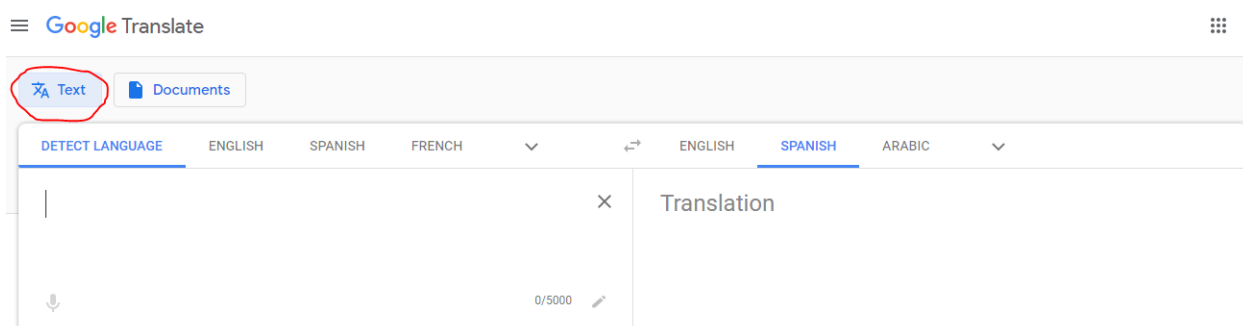 Google Translate
Text Documents
DETECT LANGUAGE ENGLISH SPANISH FRENCH ENGLISH SPANISH ARABIC
Translation
0/5000